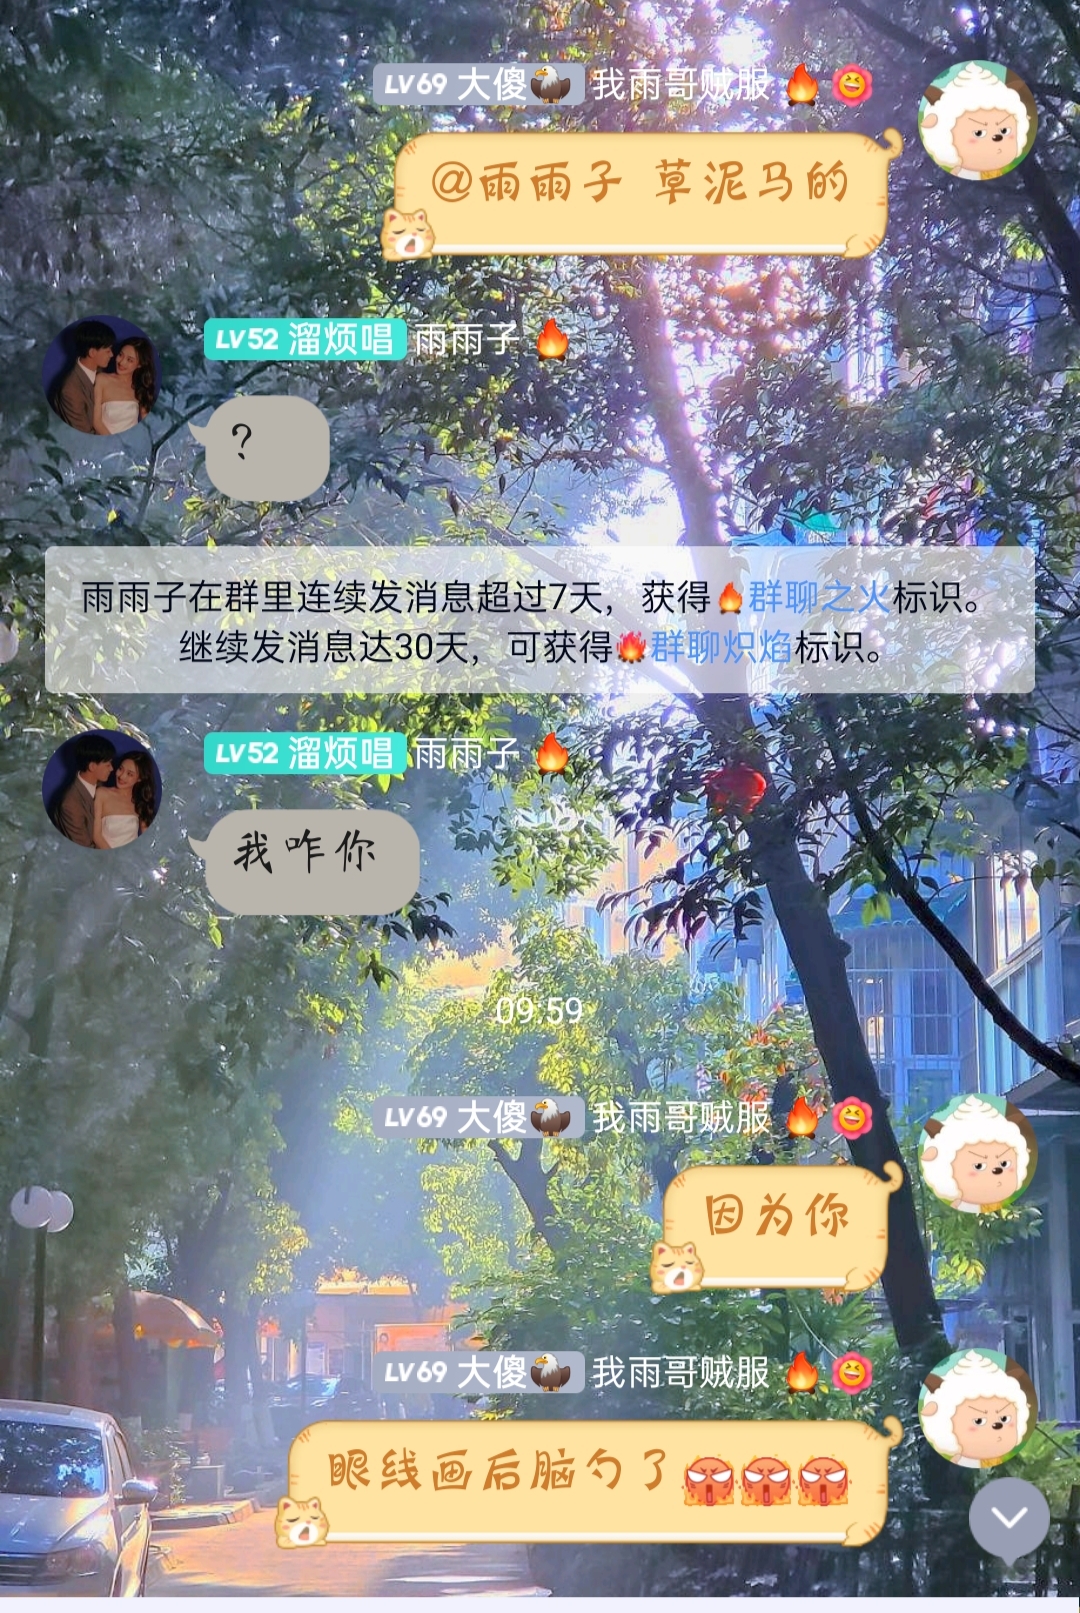 LV69 大傻🦅 我雨哥贼服🔥
@雨雨子 草泥马的
LV52 溜烦唱 雨雨子🔥
?
雨雨子在群里连续发消息超过7天，获得🔥群聊之火标识。
继续发消息达30天，可获得🔥群聊炽焰标识。
LV52 溜烦唱 雨雨子🔥
我咋你
09:59
LV69 大傻🦅 我雨哥贼服🔥
因为你
LV69 大傻🦅 我雨哥贼服🔥
眼线画后脑勺了